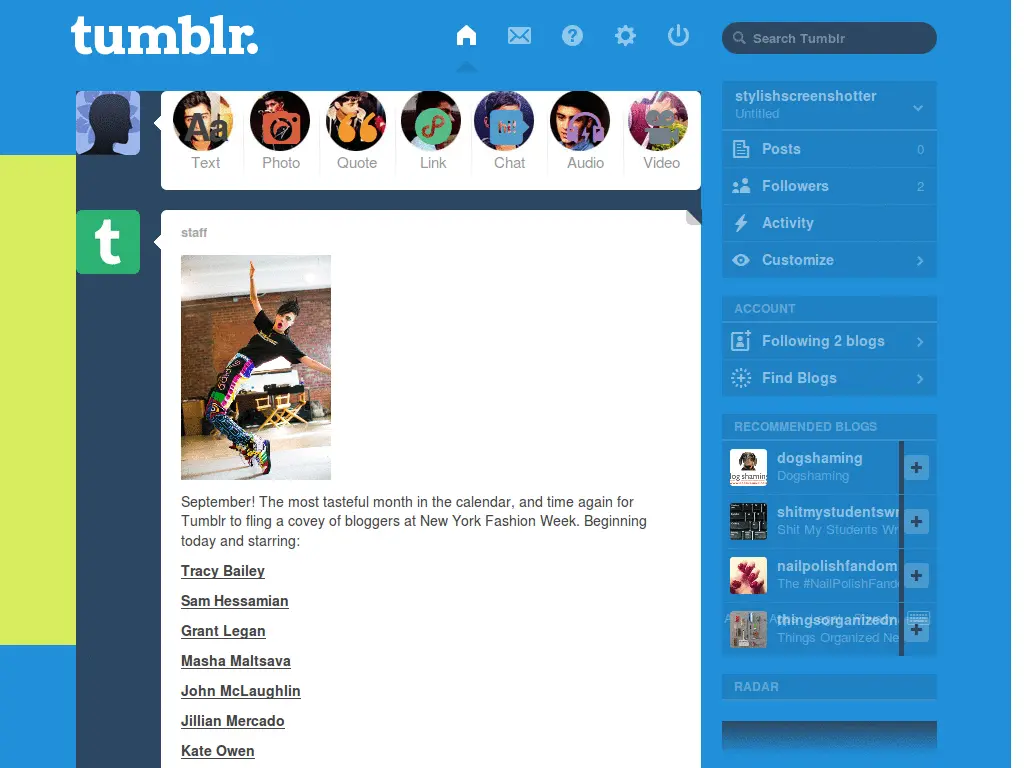 tumblr.
Search Tumblr
Aa
Hi!
Text
Photo
Quote
Link
Chat
Audio
Video
t
staff
September! The most tasteful month in the calendar, and time again for
Tumblr to fling a covey of bloggers at New York Fashion Week. Beginning
today and starring:
Tracy Bailey
Sam Hessamian
Grant Legan
Masha Maltsava
John McLaughlin
Jillian Mercado
Kate Owen
stylishscreenshotter
Untitled
Posts 0
Followers 2
Activity
Customize
ACCOUNT
Following 2 blogs
Find Blogs
RECOMMENDED BLOGS
dogshaming
Dogshaming
shitmystudentswr
Shit My Students Wr
nailpolishfandom
The #NailPolishFand
thingsorganizedn
Things Organized Ne
RADAR